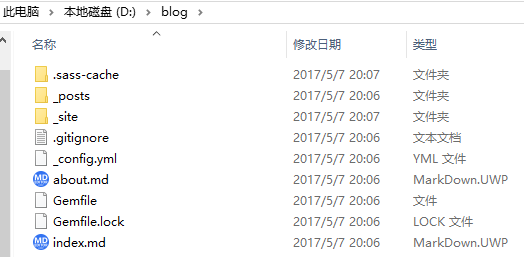 此电脑 › 本地磁盘 (D:) › blog
名称 修改日期 类型
.sass-cache 2017/5/7 20:07 文件夹
_posts 2017/5/7 20:06 文件夹
_site 2017/5/7 20:07 文件夹
.gitignore 2017/5/7 20:06 文本文档
_config.yml 2017/5/7 20:06 YML 文件
MD about.md 2017/5/7 20:06 MarkDown.UWP
Gemfile 2017/5/7 20:06 文件
Gemfile.lock 2017/5/7 20:06 LOCK 文件
MD index.md 2017/5/7 20:06 MarkDown.UWP